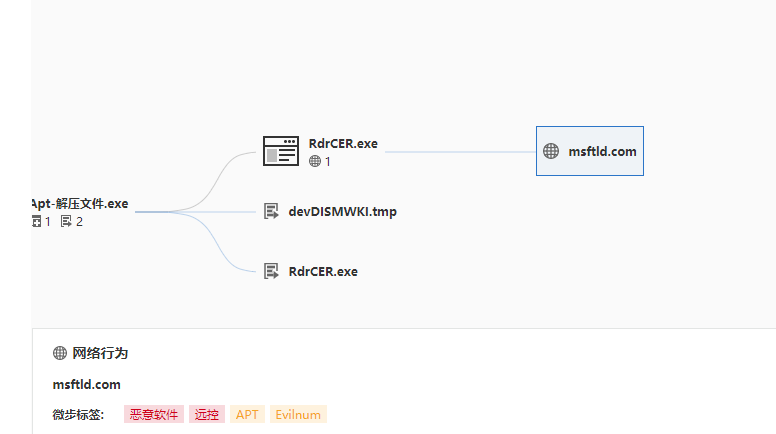 RdrCER.exe
1
msftld.com
Apt-解压文件.exe
1 2
devDISMWKI.tmp
RdrCER.exe
网络行为
msftld.com
微步标签: 恶意软件 远控 APT Evilnum